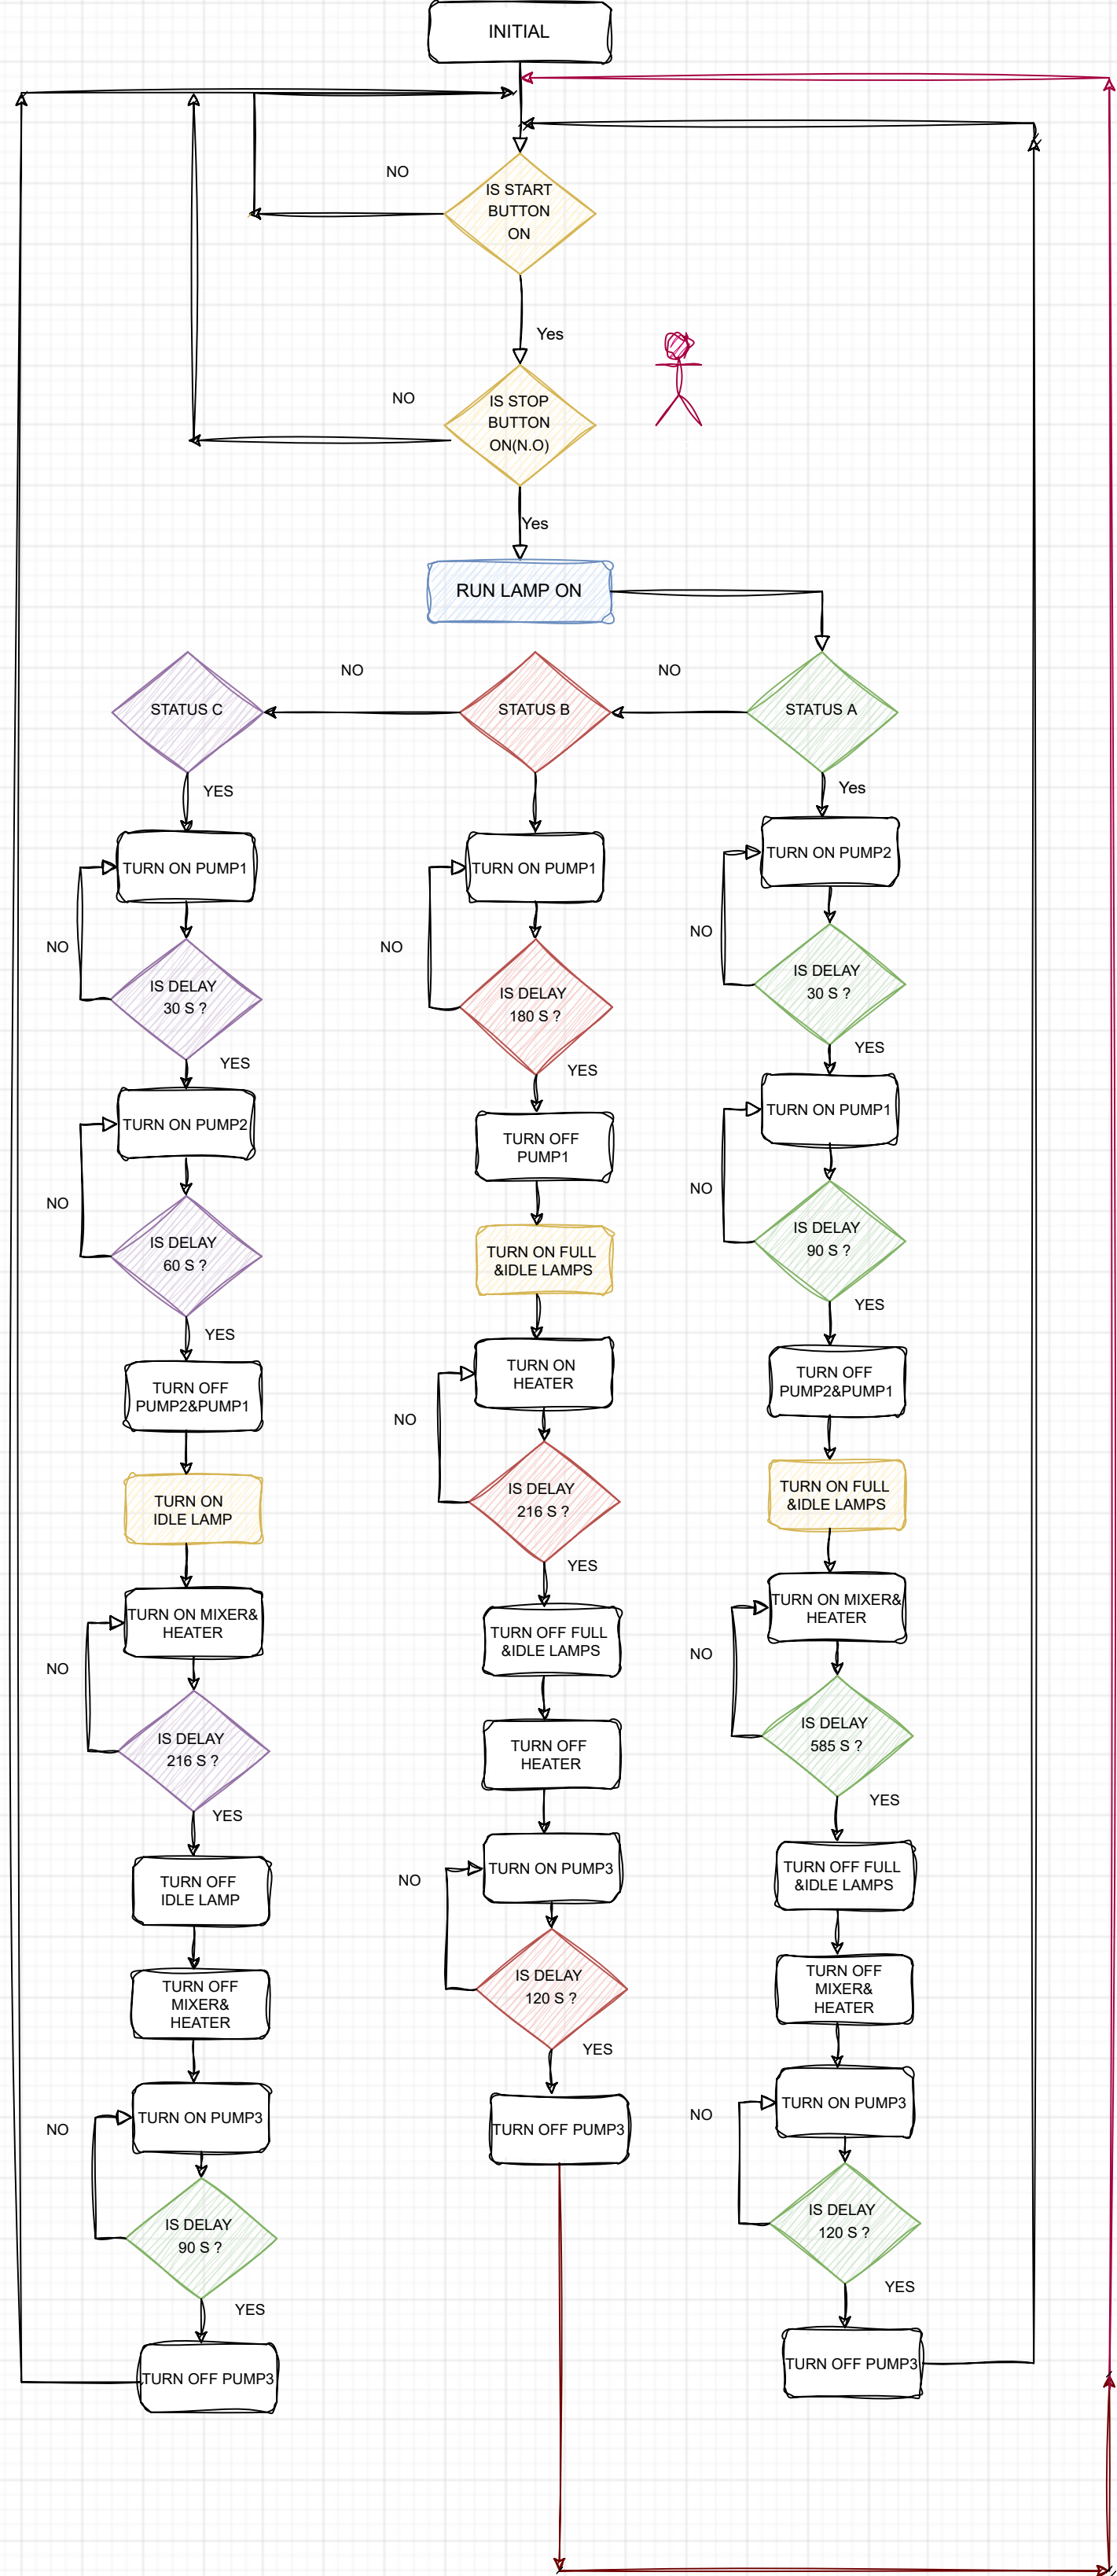 INITIAL
NO
IS START
BUTTON
ON
Yes
NO
IS STOP
BUTTON
ON(N.O)
Yes
RUN LAMP ON
NO
NO
STATUS C
STATUS B
STATUS A
YES
TURN ON PUMP1
NO
IS DELAY
30 S ?
YES
TURN ON PUMP2
NO
IS DELAY
60 S ?
YES
TURN OFF
PUMP2&PUMP1
TURN ON
IDLE LAMP
TURN ON MIXER&
HEATER
NO
IS DELAY
216 S ?
YES
TURN OFF
IDLE LAMP
TURN OFF
MIXER&
HEATER
TURN ON PUMP3
NO
IS DELAY
90 S ?
YES
TURN OFF PUMP3
TURN ON PUMP1
NO
IS DELAY
180 S ?
YES
TURN OFF
PUMP1
TURN ON FULL
&IDLE LAMPS
TURN ON
HEATER
NO
IS DELAY
216 S ?
YES
TURN OFF FULL
&IDLE LAMPS
TURN OFF
HEATER
TURN ON PUMP3
NO
IS DELAY
120 S ?
YES
TURN OFF PUMP3
Yes
TURN ON PUMP2
NO
IS DELAY
30 S ?
YES
TURN ON PUMP1
NO
IS DELAY
90 S ?
YES
TURN OFF
PUMP2&PUMP1
TURN ON FULL
&IDLE LAMPS
TURN ON MIXER&
HEATER
NO
IS DELAY
585 S ?
YES
TURN OFF FULL
&IDLE LAMPS
TURN OFF
MIXER&
HEATER
TURN ON PUMP3
NO
IS DELAY
120 S ?
YES
TURN OFF PUMP3